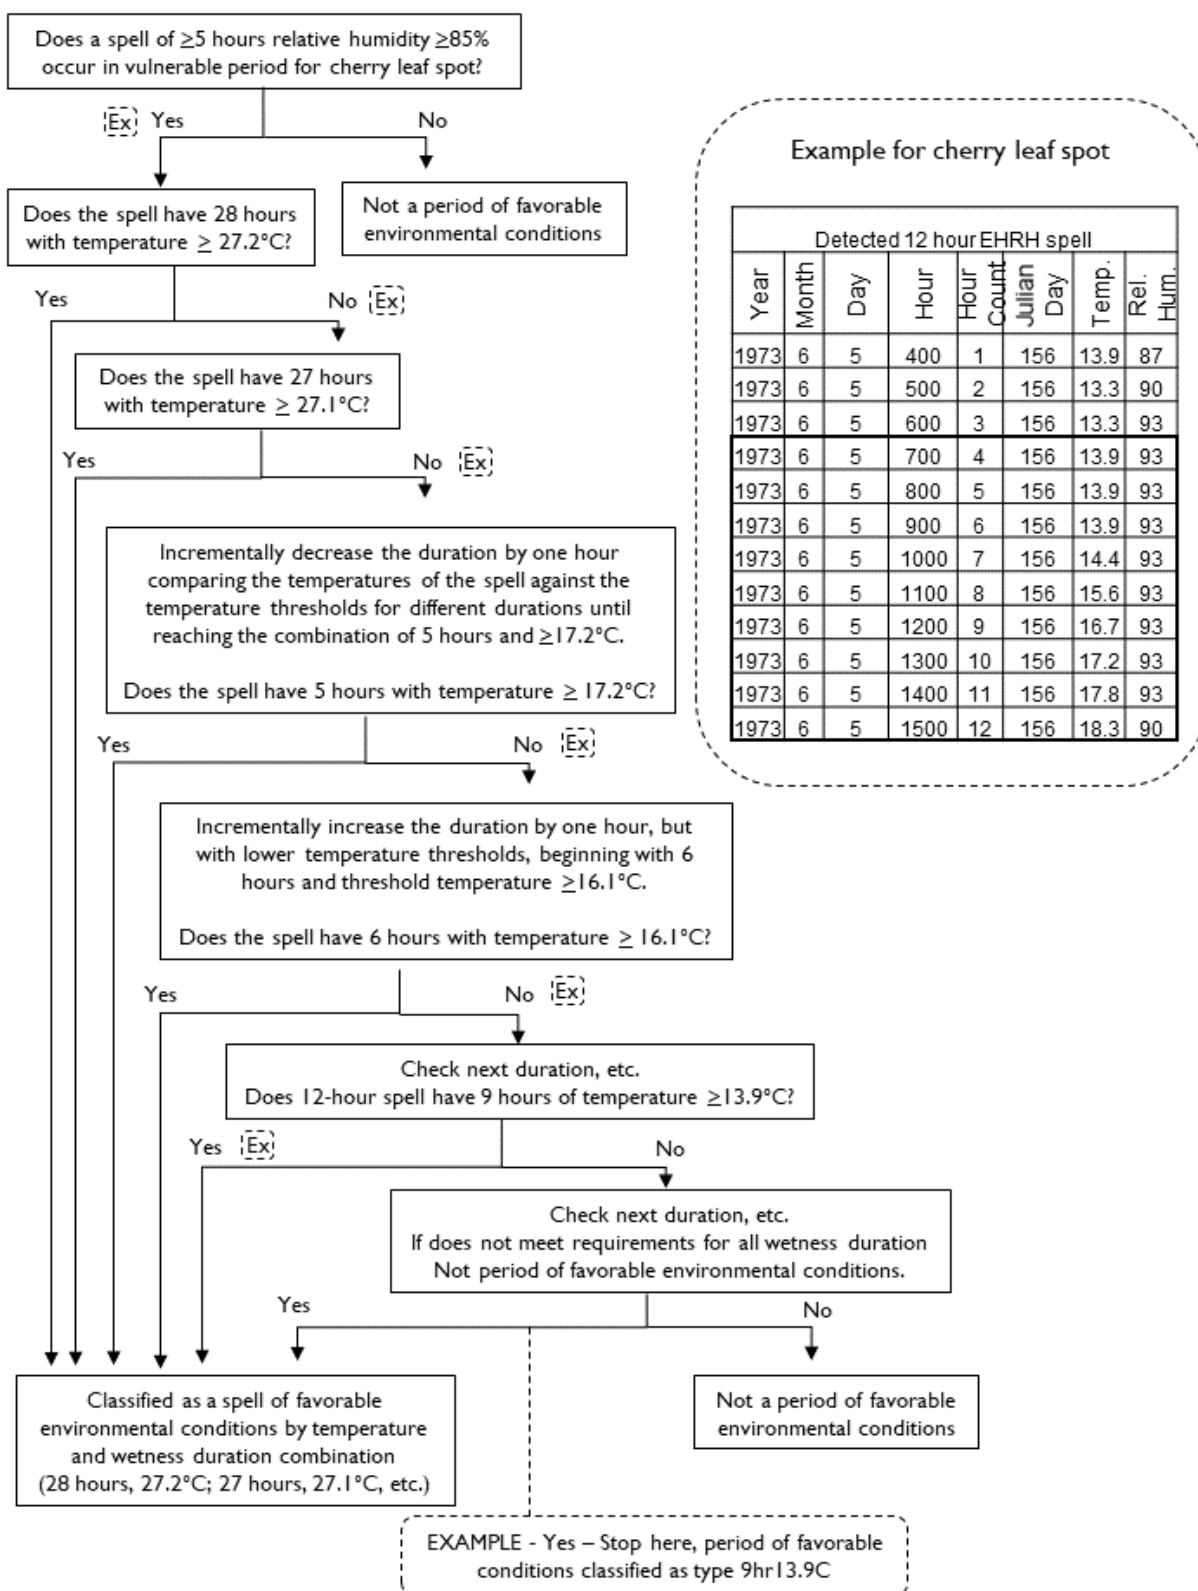 Does a spell of ≥5 hours relative humidity ≥85%
occur in vulnerable period for cherry leaf spot?
Ex Yes
No
Does the spell have 28 hours
with temperature ≥ 27.2°C?
Not a period of favorable
environmental conditions
Yes
No Ex
Does the spell have 27 hours
with temperature ≥ 27.1°C?
Yes
No Ex
Incrementally decrease the duration by one hour
comparing the temperatures of the spell against the
temperature thresholds for different durations until
reaching the combination of 5 hours and ≥17.2°C.
Does the spell have 5 hours with temperature ≥ 17.2°C?
Yes
No Ex
Incrementally increase the duration by one hour, but
with lower temperature thresholds, beginning with 6
hours and threshold temperature ≥16.1°C.
Does the spell have 6 hours with temperature ≥ 16.1°C?
Yes
No Ex
Check next duration, etc.
Does 12-hour spell have 9 hours of temperature ≥13.9°C?
Yes Ex
No
Check next duration, etc.
If does not meet requirements for all wetness duration
Not period of favorable environmental conditions.
Yes
No
Classified as a spell of favorable
environmental conditions by temperature
and wetness duration combination
(28 hours, 27.2°C; 27 hours, 27.1°C, etc.)
Not a period of favorable
environmental conditions
EXAMPLE - Yes – Stop here, period of favorable
conditions classified as type 9hr13.9C
Example for cherry leaf spot
Detected 12 hour EHRH spell
Year Month Day Hour Hour Count Julian Day Temp. Rel. Hum.
1973 6 5 400 1 156 13.9 87
1973 6 5 500 2 156 13.3 90
1973 6 5 600 3 156 13.3 93
1973 6 5 700 4 156 13.9 93
1973 6 5 800 5 156 13.9 93
1973 6 5 900 6 156 13.9 93
1973 6 5 1000 7 156 14.4 93
1973 6 5 1100 8 156 15.6 93
1973 6 5 1200 9 156 16.7 93
1973 6 5 1300 10 156 17.2 93
1973 6 5 1400 11 156 17.8 93
1973 6 5 1500 12 156 18.3 90